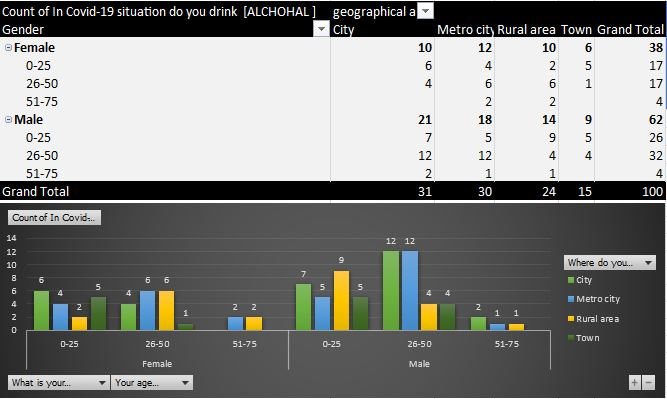 Count of In Covid-19 situation do you drink  [ALCHOHAL ] geographical a
Gender City Metro city Rural area Town Grand Total
Female 10 12 10 6 38
0-25 6 4 2 5 17
26-50 4 6 6 1 17
51-75 2 2 4
Male 21 18 14 9 62
0-25 7 5 9 5 26
26-50 12 12 4 4 32
51-75 2 1 1 4
Grand Total 31 30 24 15 100
Count of In Covid-...
14
12
10
8
6
4
2
0
6 4 2 5 4 6 6 1 2 2 7 5 9 5 12 12 4 4 2 1 1
0-25 26-50 51-75 0-25 26-50 51-75
Female Male
Where do you...
City
Metro city
Rural area
Town
What is your... Your age...
+ -